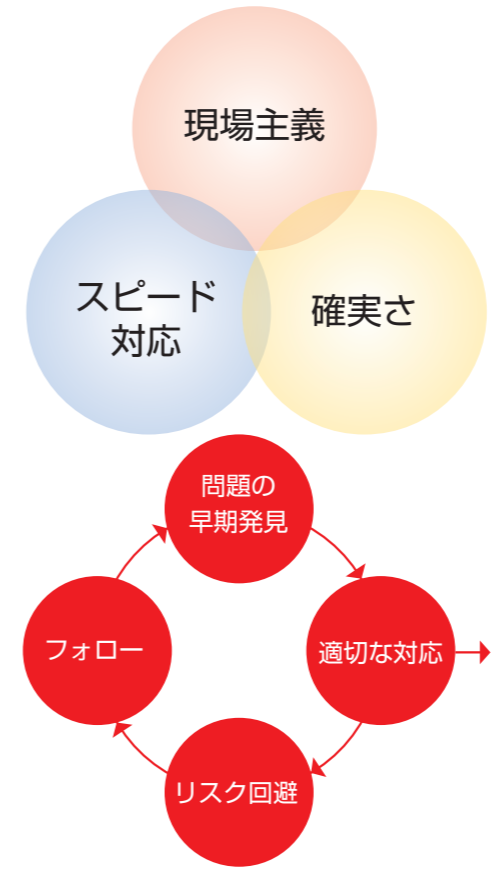 現場主義
スピード
対応
確実さ
問題の
早期発見
適切な対応
リスク回避
フォロー